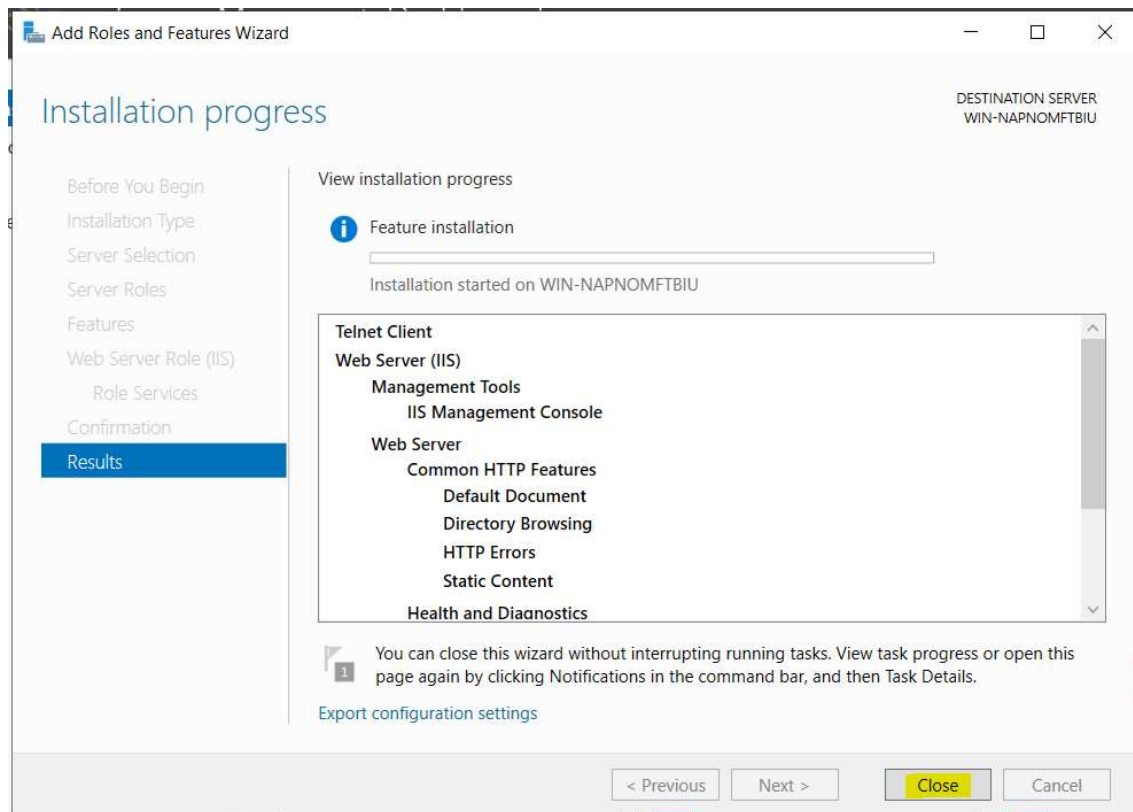 Add Roles and Features Wizard
Installation progress
DESTINATION SERVER
WIN-NAPNOMFTBIU
Before You Begin
Installation Type
Server Selection
Server Roles
Features
Web Server Role (IIS)
Role Services
Confirmation
Results
View installation progress
Feature installation
Installation started on WIN-NAPNOMFTBIU
Telnet Client
Web Server (IIS)
Management Tools
IIS Management Console
Web Server
Common HTTP Features
Default Document
Directory Browsing
HTTP Errors
Static Content
Health and Diagnostics
1
You can close this wizard without interrupting running tasks. View task progress or open this
page again by clicking Notifications in the command bar, and then Task Details.
Export configuration settings
< Previous
Next >
Close
Cancel